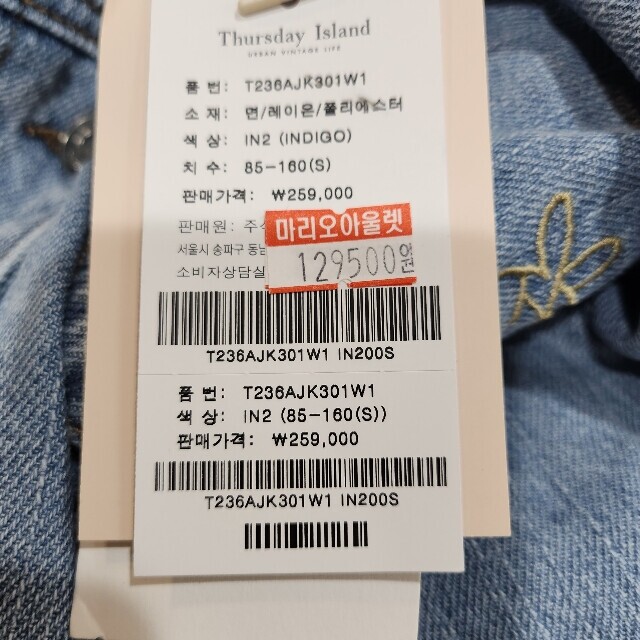 Thursday Island
URBAN VINTAGE LIFE
품 번: T236AJK301W1
소 재: 면/레이온/폴리에스터
색 상: IN2 (INDIGO)
치 수: 85-160(S)
판매가격: ₩259,000
판매원: 주식
마리오아울렛
서울시 송파구 동남
129500원
소비자상담실
T236AJK301W1 IN200S
품 번: T236AJK301W1
색 상: IN2 (85-160(S))
판매가격: ₩259,000
T236AJK301W1 IN200S